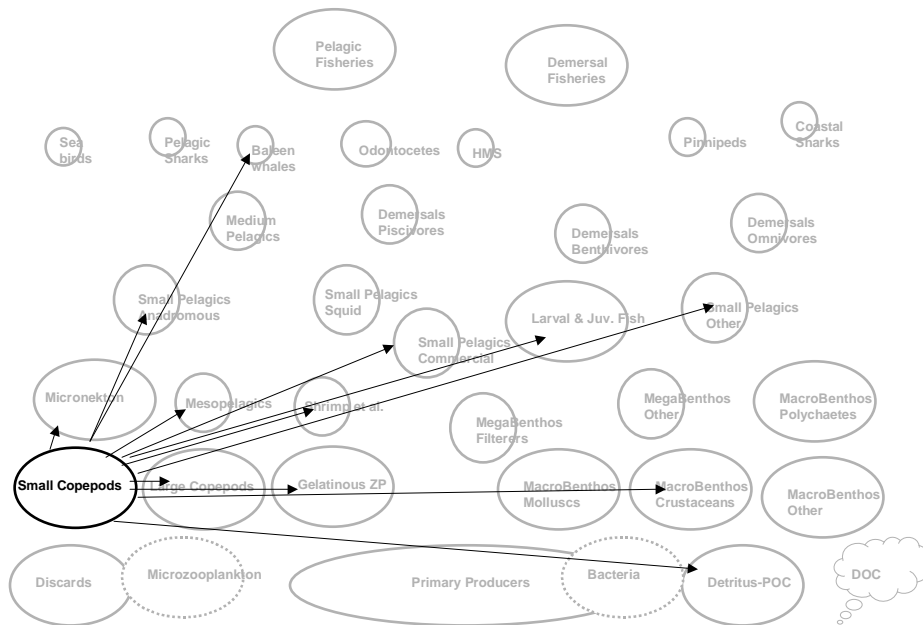 Pelagic
Fisheries
Demersal
Fisheries
Sea
birds
Pelagic
Sharks
Baleen
whales
Odontocetes
HMS
Pinnipeds
Coastal
Sharks
Medium
Pelagics
Demersals
Piscivores
Demersals
Benthivores
Demersals
Omnivores
Small Pelagics
Anadromous
Small Pelagics
Squid
Small Pelagics
Commercial
Larval & Juv. Fish
Small Pelagics
Other
Micronekton
Mesopelagics
Shrimp et al.
MegaBenthos
Filterers
MegaBenthos
Other
MacroBenthos
Polychaetes
Small Copepods
Large Copepods
Gelatinous ZP
MacroBenthos
Molluscs
MacroBenthos
Crustaceans
MacroBenthos
Other
Discards
Microzooplankton
Primary Producers
Bacteria
Detritus-POC
DOC